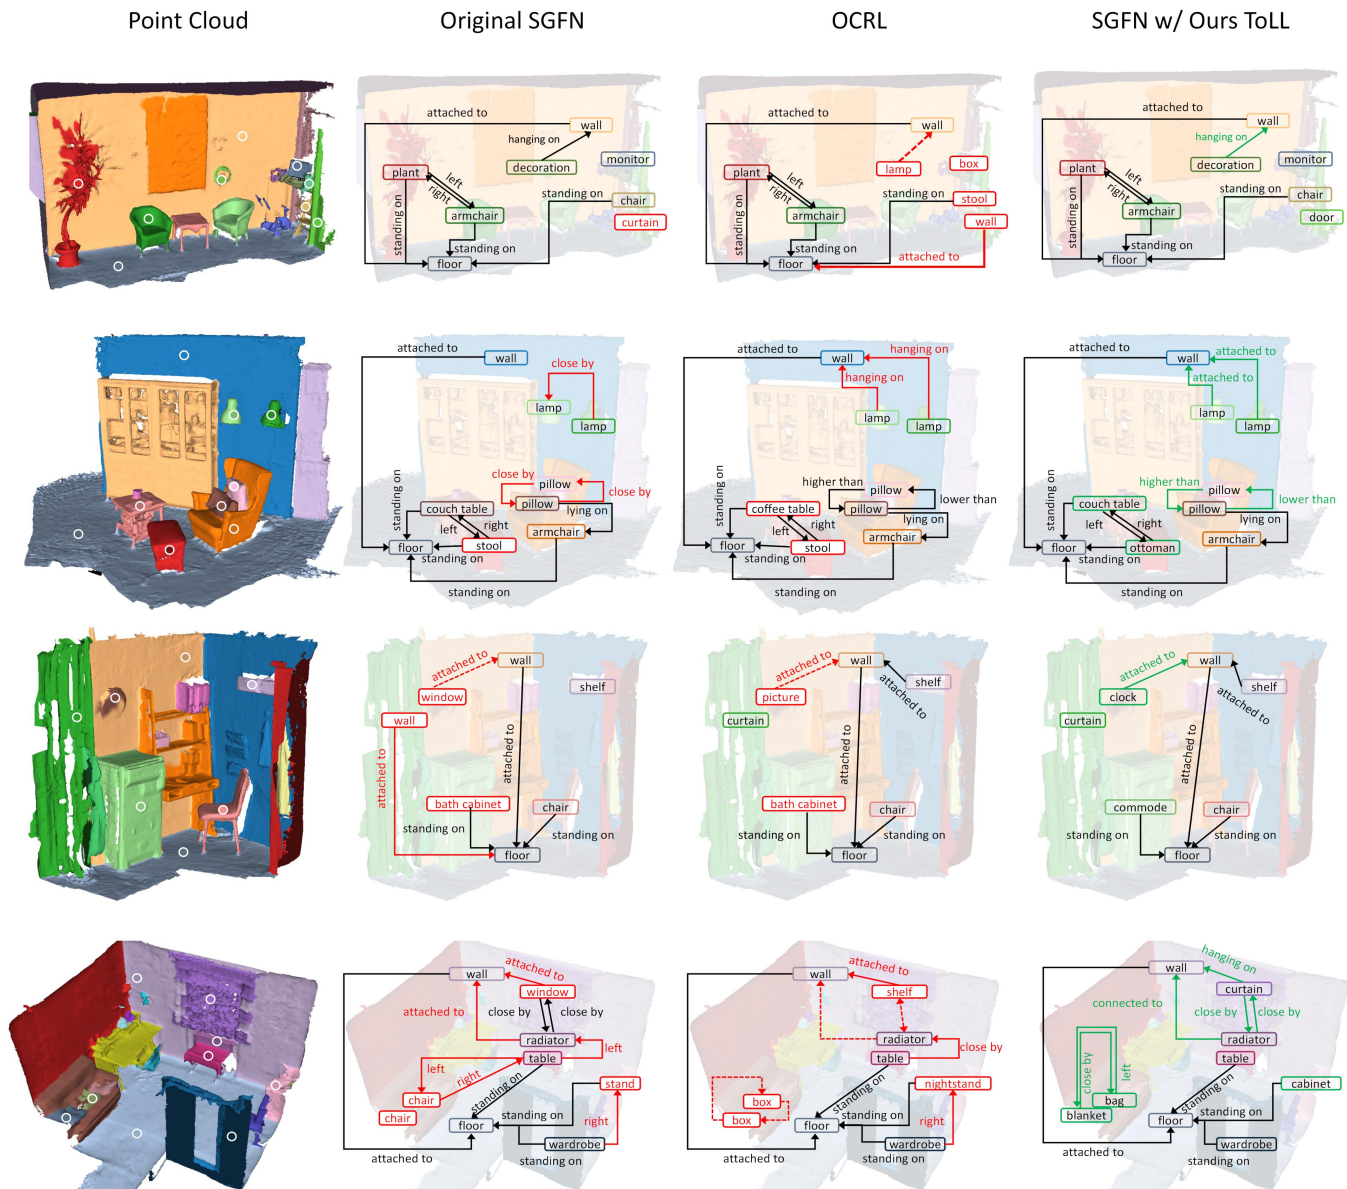 Point Cloud
Original SGFN
OCRL
SGFN w/ Ours ToLL
attached to
wall
hanging on
decoration
monitor
plant
left
right
armchair
standing on
chair
curtain
standing on
standing on
floor
attached to
wall
lamp
box
plant
left
right
armchair
standing on
stool
wall
standing on
standing on
floor
attached to
attached to
wall
hanging on
decoration
monitor
plant
left
right
armchair
standing on
chair
door
standing on
standing on
floor
attached to
wall
close by
lamp
lamp
close by
pillow
pillow
close by
lying on
standing on
couch table
right
left
armchair
floor
stool
standing on
standing on
attached to
wall
hanging on
hanging on
lamp
lamp
higher than
pillow
lower than
pillow
lying on
standing on
coffee table
right
left
armchair
floor
stool
standing on
standing on
attached to
wall
attached to
attached to
lamp
lamp
higher than
pillow
lower than
pillow
lying on
standing on
couch table
right
left
armchair
floor
ottoman
standing on
standing on
attached to
wall
window
shelf
wall
attached to
attached to
bath cabinet
chair
standing on
standing on
floor
attached to
wall
picture
shelf
attached to
curtain
attached to
bath cabinet
chair
standing on
standing on
floor
attached to
wall
clock
shelf
attached to
curtain
attached to
commode
chair
standing on
standing on
floor
wall
attached to
window
attached to
close by
close by
radiator
table
left
left
right
chair
chair
standing on
stand
standing on
floor
right
wardrobe
attached to
standing on
wall
attached to
shelf
radiator
table
close by
box
box
standing on
nightstand
standing on
floor
right
wardrobe
attached to
standing on
wall
hanging on
curtain
connected to
close by
close by
radiator
table
close by
left
bag
blanket
standing on
cabinet
standing on
floor
wardrobe
attached to
standing on